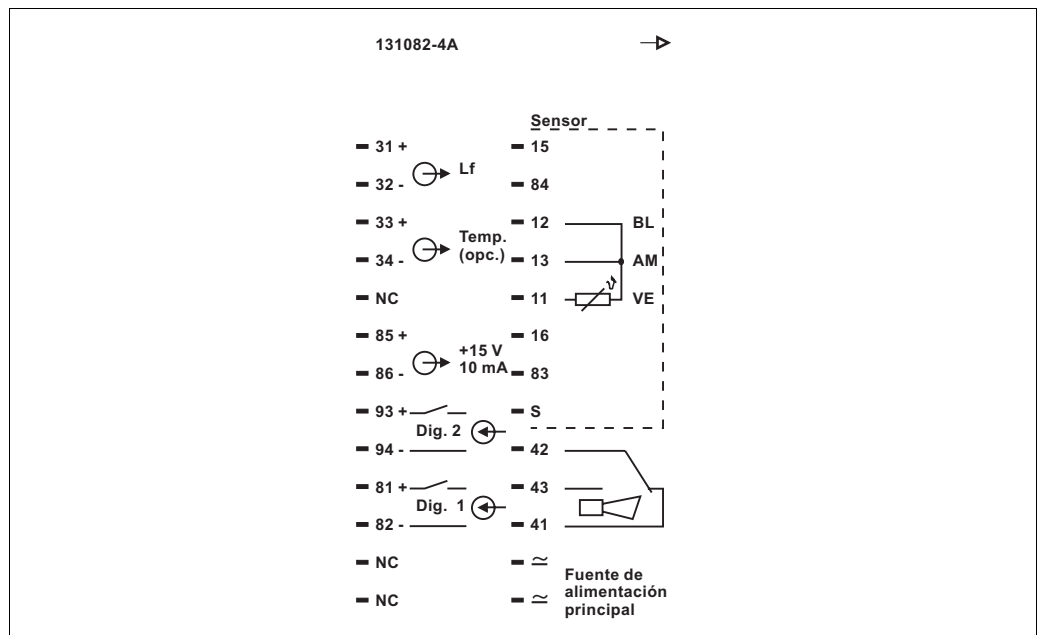 131082-4A
Sensor
31 +
Lf
15
32 -
84
33 +
Temp.
(opc.)
12
BL
34 -
13
AM
NC
11
VE
85 +
+15 V
10 mA
16
86 -
83
93 +
Dig. 2
S
94 -
42
81 +
Dig. 1
43
82 -
41
NC
≃
Fuente de
alimentación
principal
NC
≃